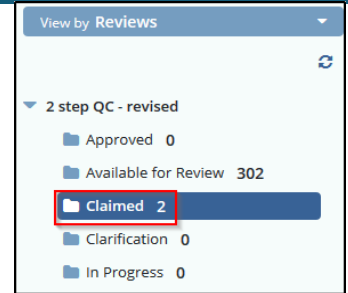 View by Reviews
2 step QC - revised
Approved 0
Available for Review 302
Claimed 2
Clarification 0
In Progress 0